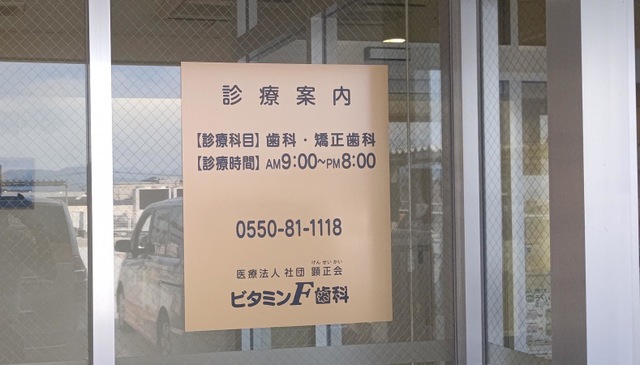 診療案内
【診療科目】歯科・矯正歯科
【診療時間】AM9:00~PM8:00
0550-81-1118
けんせいかい
医療法人社団 顕正会
ビタミンF歯科